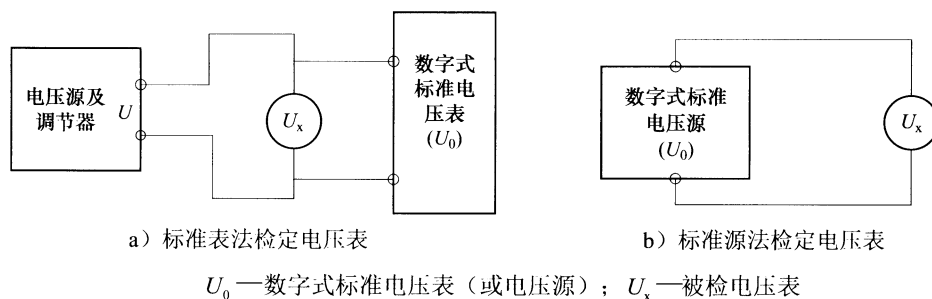 电压源及
调节器
U
Uₓ
数字式
标准电
压表
(U₀)
数字式标准
电压源
(U₀)
Uₓ
a）标准表法检定电压表
b）标准源法检定电压表
U₀—数字式标准电压表（或电压源）；Uₓ—被检电压表